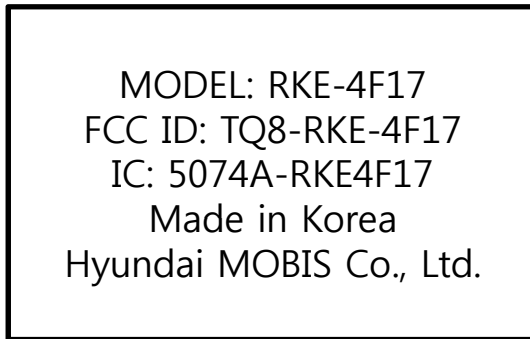 MODEL: RKE-4F17
FCC ID: TQ8-RKE-4F17
IC: 5074A-RKE4F17
Made in Korea
Hyundai MOBIS Co., Ltd.